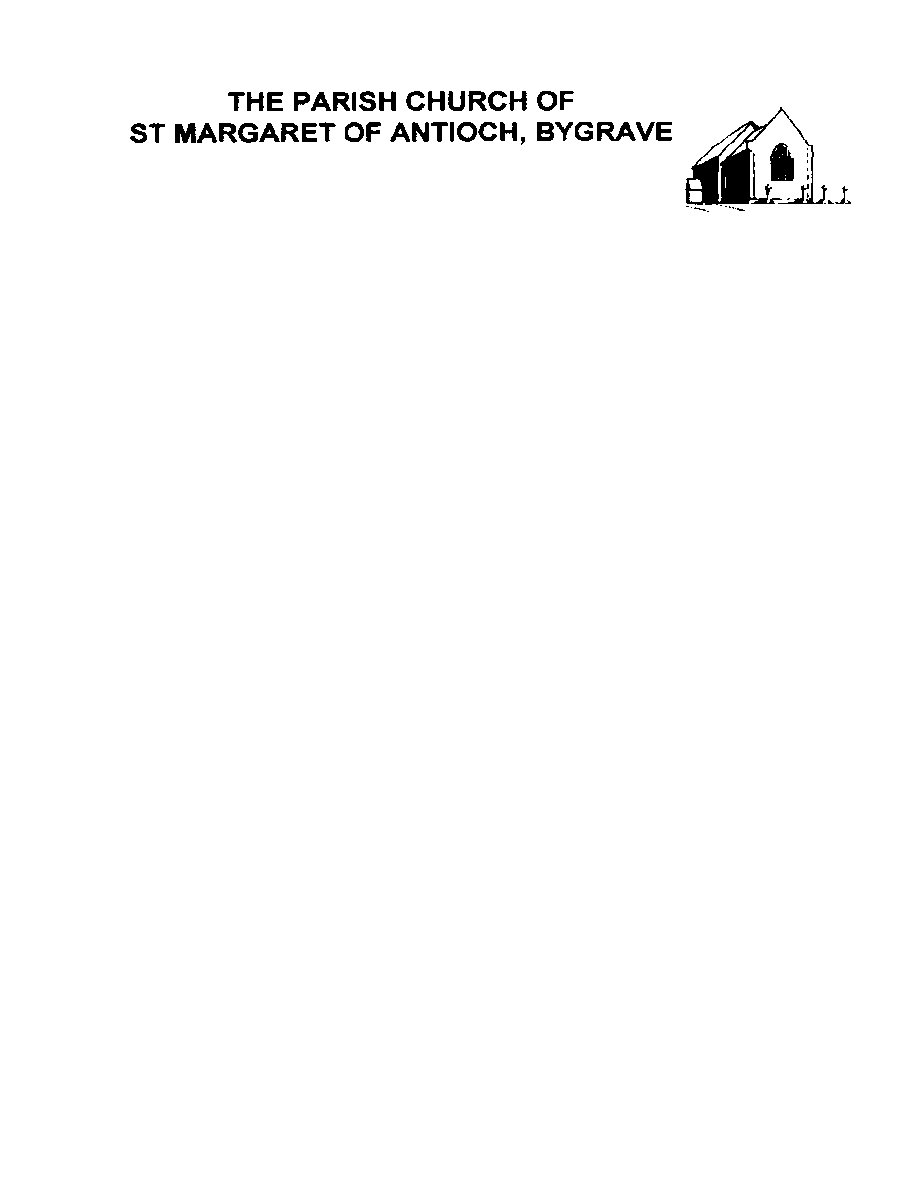 THE PARISH CHURCH OF
ST MARGARET OF ANTIOCH, BYGRAVE